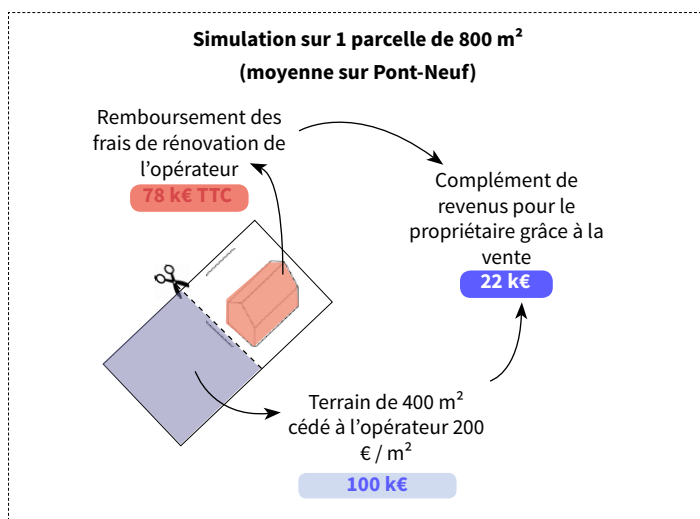 Simulation sur 1 parcelle de 800 m²
(moyenne sur Pont-Neuf)
Remboursement des
frais de rénovation de
l’opérateur
78 k€ TTC
Complément de
revenus pour le
propriétaire grâce à la
vente
22 k€
Terrain de 400 m²
cédé à l’opérateur 200
€ / m²
100 k€